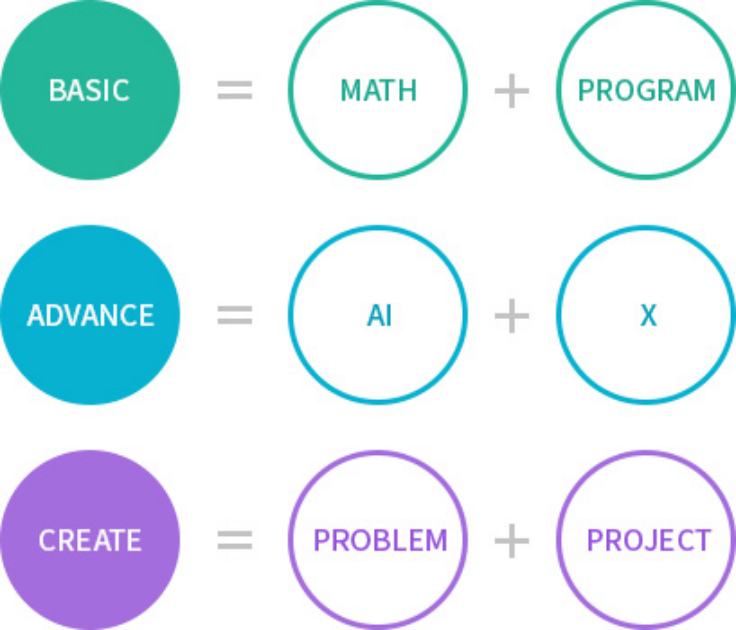 BASIC = MATH + PROGRAM
ADVANCE = AI + X
CREATE = PROBLEM + PROJECT